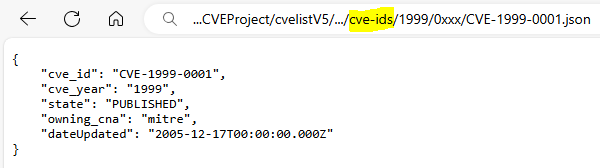 ...CVEProject/cvelistV5/.../cve-ids/1999/0xxx/CVE-1999-0001.json
{
    "cve_id": "CVE-1999-0001",
    "cve_year": "1999",
    "state": "PUBLISHED",
    "owning_cna": "mitre",
    "dateUpdated": "2005-12-17T00:00:00.000Z"
}